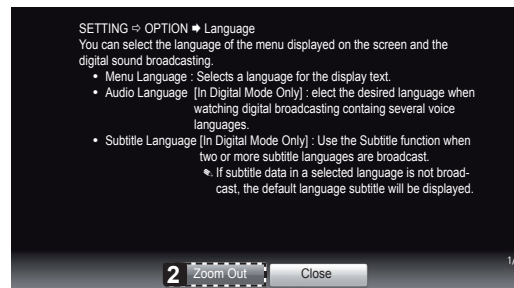 SETTING ⇨ OPTION ➡ Language
You can select the language of the menu displayed on the screen and the
digital sound broadcasting.
• Menu Language : Selects a language for the display text.
• Audio Language [In Digital Mode Only] : elect the desired language when
watching digital broadcasting containg several voice
languages.
• Subtitle Language [In Digital Mode Only] : Use the Subtitle function when
two or more subtitle languages are broadcast.
✎ If subtitle data in a selected language is not broad-
cast, the default language subtitle will be displayed.
1/
2 Zoom Out Close